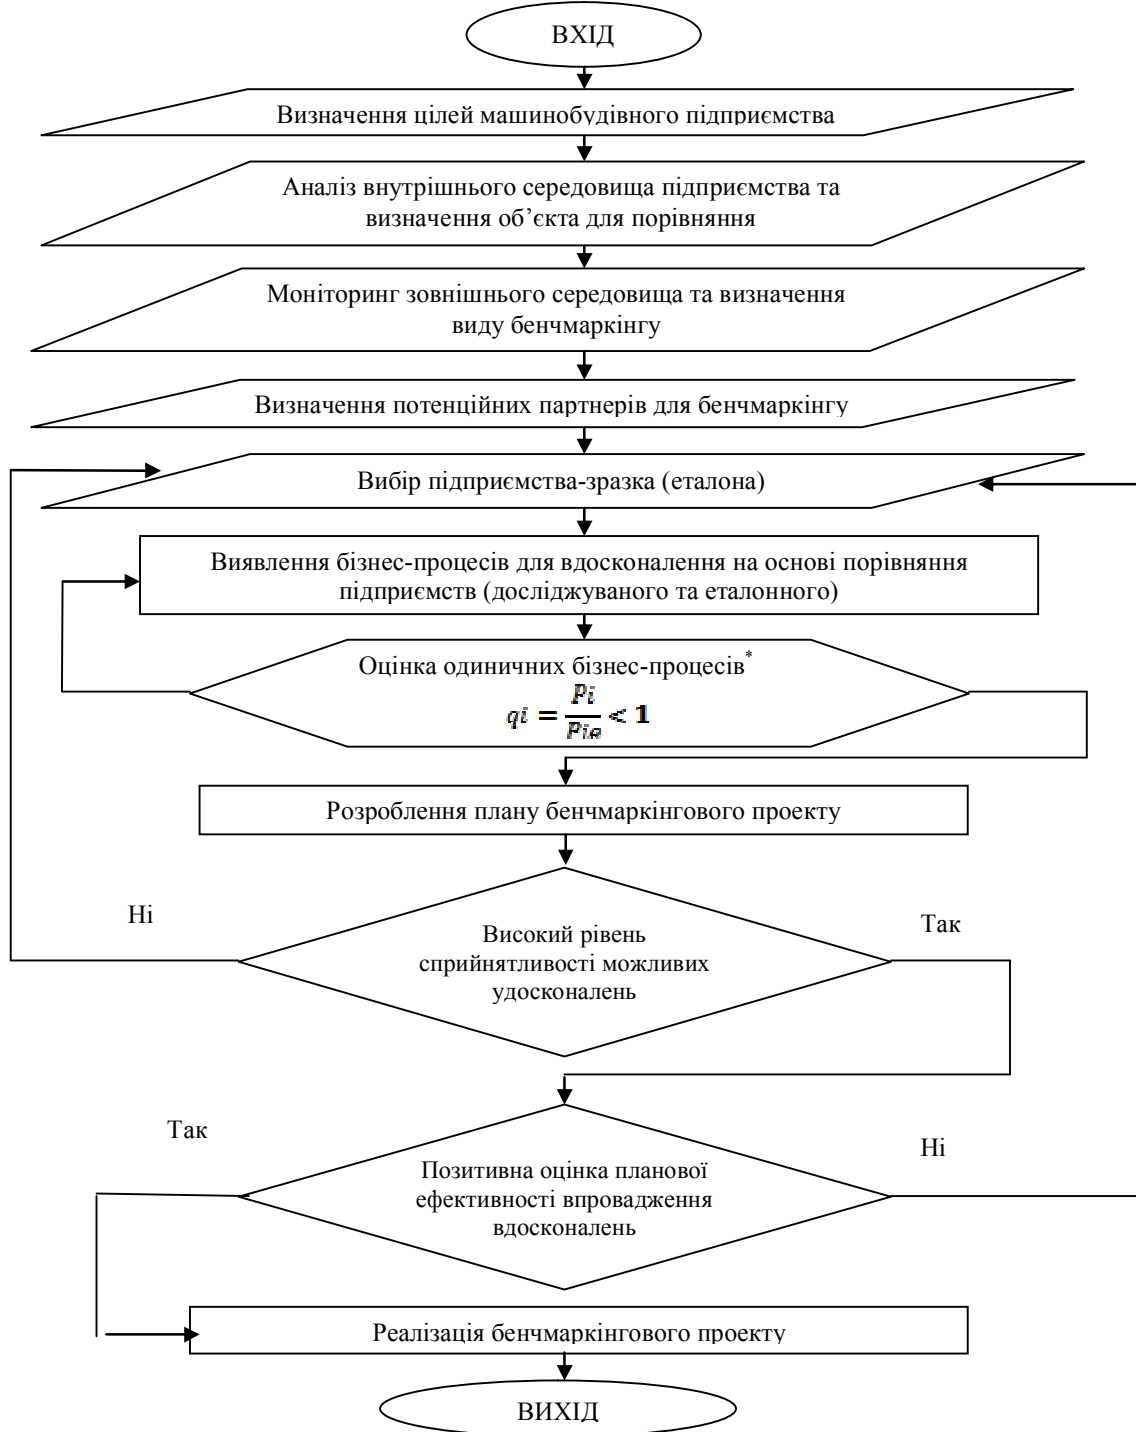 ВХІД
Визначення цілей машинобудівного підприємства
Аналіз внутрішнього середовища підприємства та
визначення об’єкта для порівняння
Моніторинг зовнішнього середовища та визначення
виду бенчмаркінгу
Визначення потенційних партнерів для бенчмаркінгу
Вибір підприємства-зразка (еталона)
Виявлення бізнес-процесів для вдосконалення на основі порівняння
підприємств (досліджуваного та еталонного)
Оцінка одиничних бізнес-процесів*
qi = Pi / Pie < 1
Розроблення плану бенчмаркінгового проекту
Ні
Так
Високий рівень
сприйнятливості можливих
удосконалень
Так
Ні
Позитивна оцінка планової
ефективності впровадження
вдосконалень
Реалізація бенчмаркінгового проекту
ВИХІД